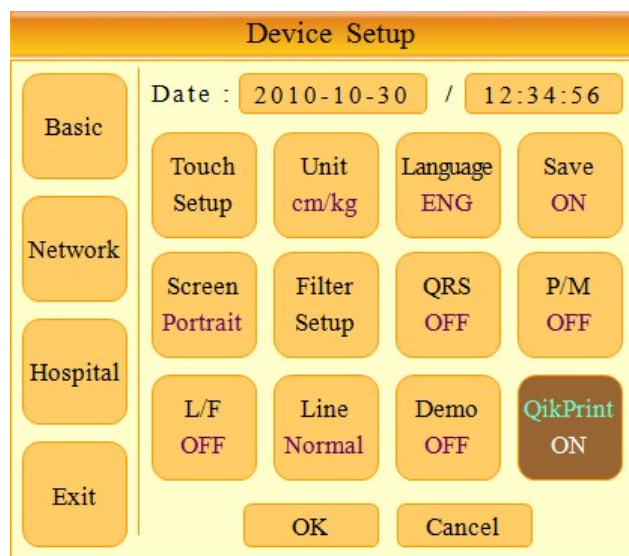 Device Setup
Date : 2010-10-30 / 12:34:56
Basic
Network
Hospital
Exit
Touch
Setup
Unit
cm/kg
Language
ENG
Save
ON
Screen
Portrait
Filter
Setup
QRS
OFF
P/M
OFF
L/F
OFF
Line
Normal
Demo
OFF
QikPrint
ON
OK
Cancel